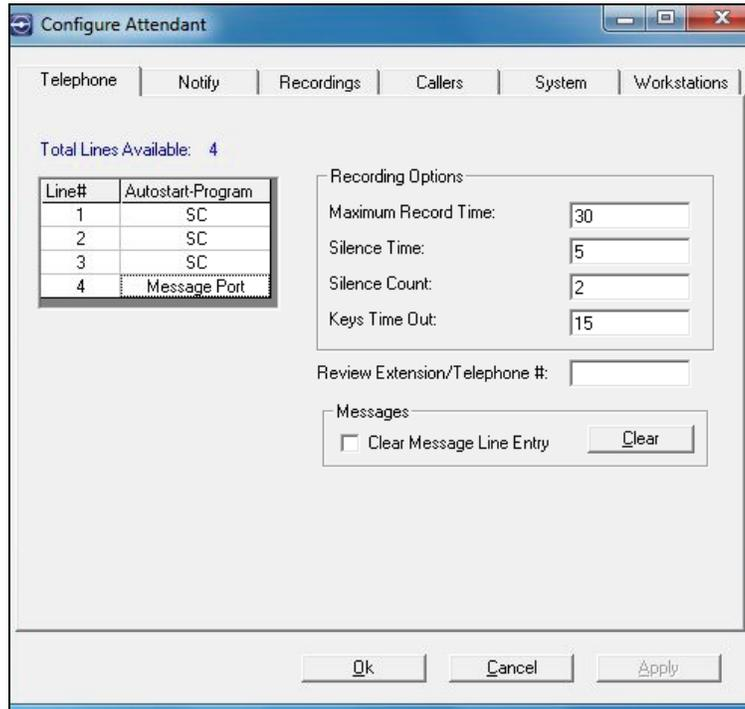 Configure Attendant
Telephone Notify Recordings Callers System Workstations
Total Lines Available: 4
Line# Autostart-Program
1 SC
2 SC
3 SC
4 Message Port
Recording Options
Maximum Record Time: 30
Silence Time: 5
Silence Count: 2
Keys Time Out: 15
Review Extension/Telephone #:
Messages
Clear Message Line Entry Clear
Ok Cancel Apply